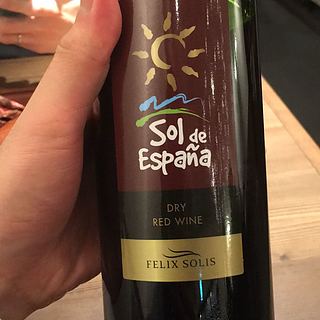 Sol de
España
DRY
RED WINE
FELIX SOLIS